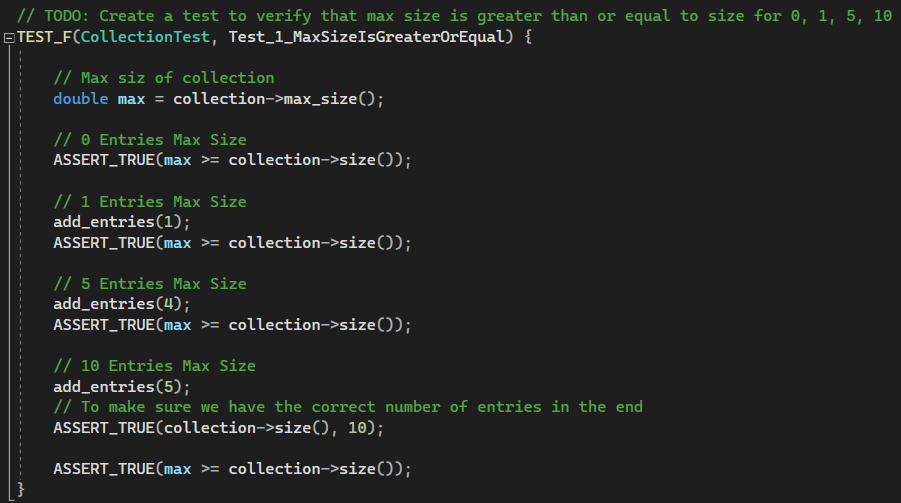 // TODO: Create a test to verify that max size is greater than or equal to size for 0, 1, 5, 10
TEST_F(CollectionTest, Test_1_MaxSizeIsGreaterOrEqual) {
// Max siz of collection
double max = collection->max_size();
// 0 Entries Max Size
ASSERT_TRUE(max >= collection->size());
// 1 Entries Max Size
add_entries(1);
ASSERT_TRUE(max >= collection->size());
// 5 Entries Max Size
add_entries(4);
ASSERT_TRUE(max >= collection->size());
// 10 Entries Max Size
add_entries(5);
// To make sure we have the correct number of entries in the end
ASSERT_TRUE(collection->size(), 10);
ASSERT_TRUE(max >= collection->size());
}